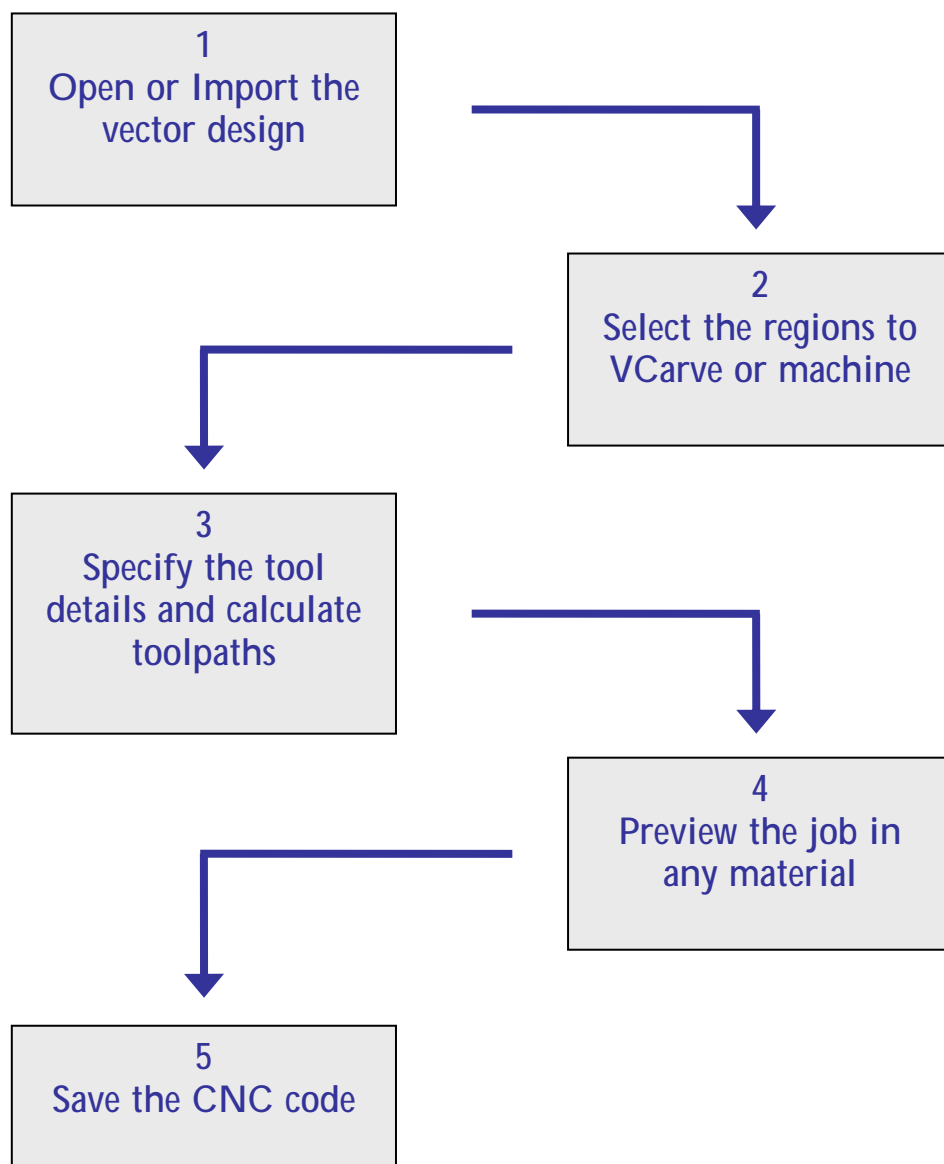 1
Open or Import the
vector design
2
Select the regions to
VCarve or machine
3
Specify the tool
details and calculate
toolpaths
4
Preview the job in
any material
5
Save the CNC code